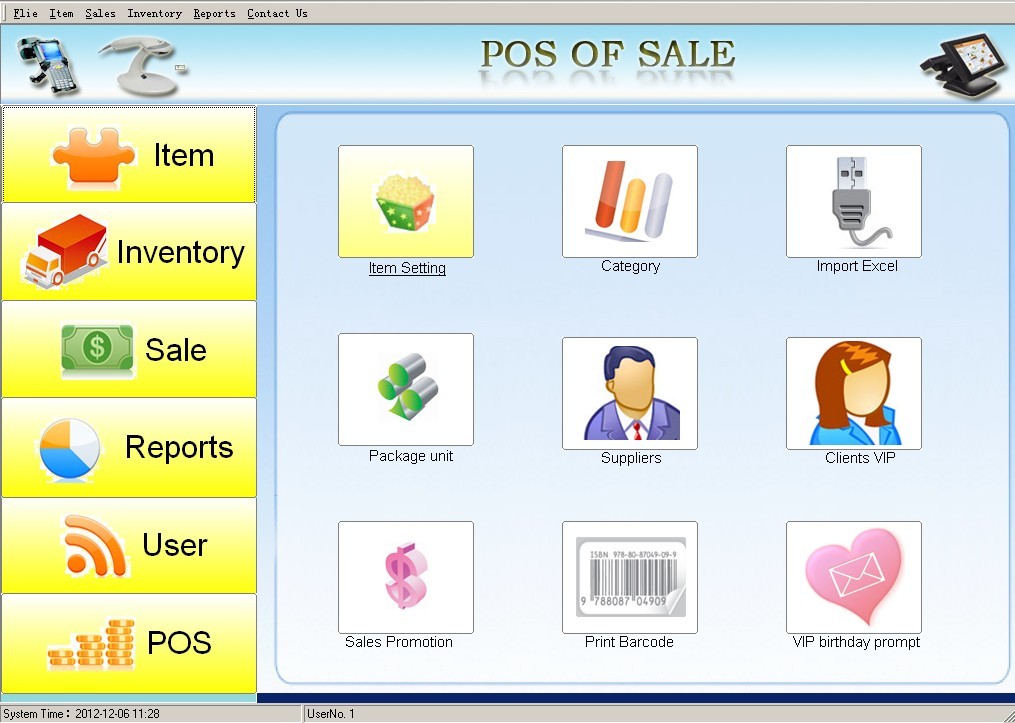 Flie Item Sales Inventory Reports Contact Us
POS OF SALE
Item
Inventory
Sale
Reports
User
POS
Item Setting
Category
Import Excel
Package unit
Suppliers
Clients VIP
Sales Promotion
ISBN 978-80-87049-09-9
9 788087 04909
Print Barcode
VIP birthday prompt
System Time: 2012-12-06 11:28
UserNo. 1